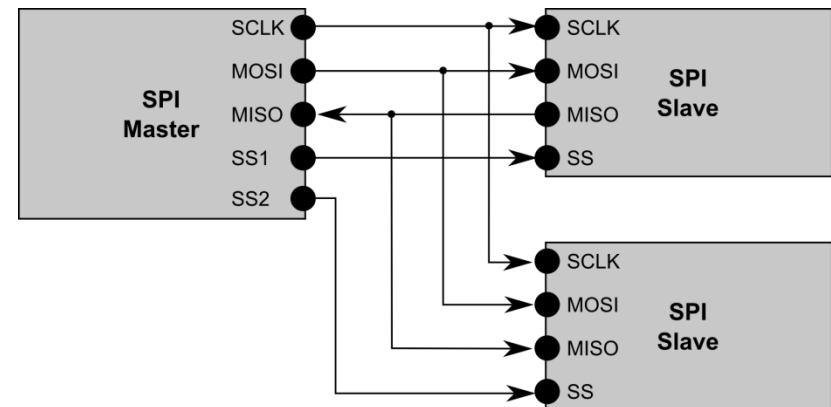 SCLK
MOSI
MISO
SS1
SS2
SPI
Master
SCLK
MOSI
MISO
SS
SPI
Slave
SCLK
MOSI
MISO
SS
SPI
Slave